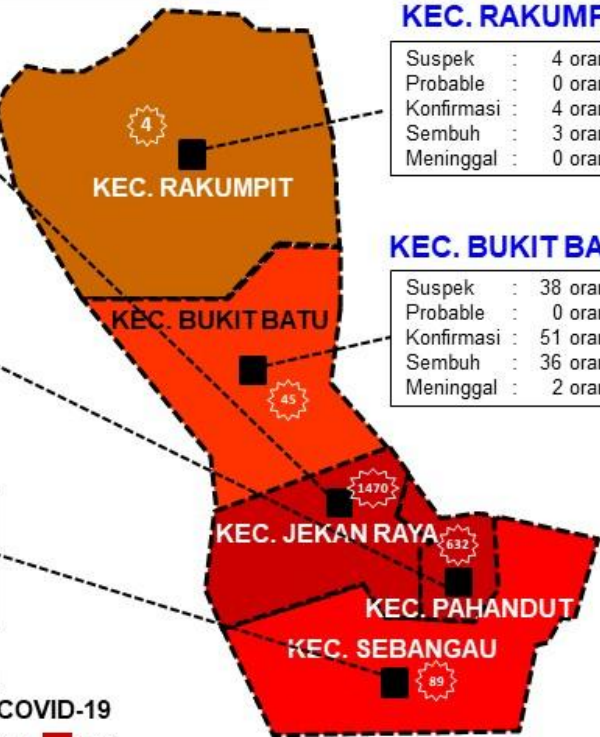 KEC. RAKUMP
Suspek : 4 oran
Probable : 0 oran
Konfirmasi : 4 oran
Sembuh : 3 oran
Meninggal : 0 oran
4
KEC. RAKUMPIT
KEC. BUKIT BA
Suspek : 38 oran
Probable : 0 oran
Konfirmasi : 51 oran
Sembuh : 36 oran
Meninggal : 2 oran
KEC. BUKIT BATU
45
1470
KEC. JEKAN RAYA
632
KEC. PAHANDUT
KEC. SEBANGAU
89
COVID-19